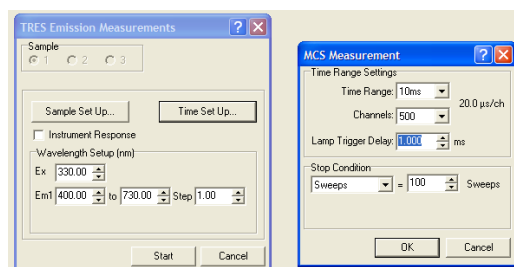 TRES Emission Measurements
Sample
1 2 3
Sample Set Up...
Time Set Up...
Instrument Response
Wavelength Setup (nm)
Ex 330.00
Em1 400.00 to 730.00 Step 1.00
Start Cancel
MCS Measurement
Time Range Settings
Time Range: 10ms
20.0 µs/ch
Channels: 500
Lamp Trigger Delay: 1.000 ms
Stop Condition
Sweeps = 100 Sweeps
OK Cancel